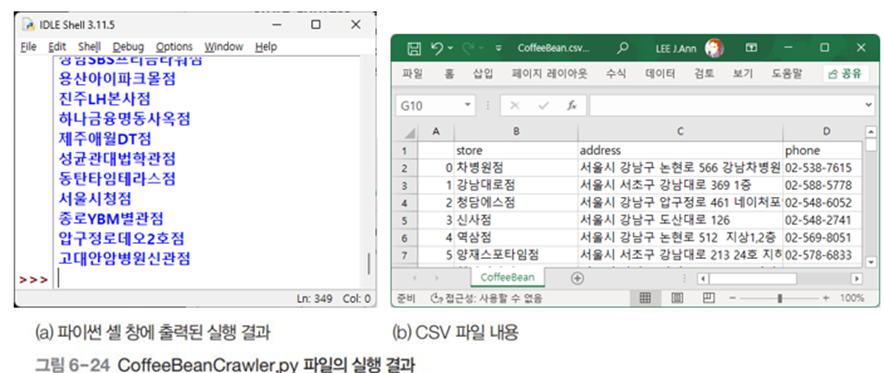 IDLE Shell 3.11.5
File Edit Shell Debug Options Window Help
용산아이파크몰점
진주LH본사점
하나금융명동사옥점
제주애월DT점
성균관대법학관점
동탄타임테라스점
서울시청점
종로YBM별관점
압구정로데오2호점
고대안암병원신관점
>>>
Ln: 349 Col: 0
CoffeeBean.csv... LEE J.Ann
파일 홈 삽입 페이지 레이아웃 수식 데이터 검토 보기 도움말 공유
G10 fx
A B C D
1 store address phone
2 0 차병원점 서울시 강남구 논현로 566 강남차병원 02-538-7615
3 1 강남대로점 서울시 서초구 강남대로 369 1층 02-588-5778
4 2 청담에스점 서울시 강남구 압구정로 461 네이처포 02-548-6052
5 3 신사점 서울시 강남구 도산대로 126 02-548-2741
6 4 역삼점 서울시 강남구 논현로 512 지상1,2층 02-569-8051
7 5 양재스포타임점 서울시 서초구 강남대로 213 24호 지하 02-578-6833
CoffeeBean
준비 접근성: 사용할 수 없음 100%
(a) 파이썬 셸 창에 출력된 실행 결과
(b) CSV 파일 내용
그림 6-24 CoffeeBeanCrawler.py 파일의 실행 결과